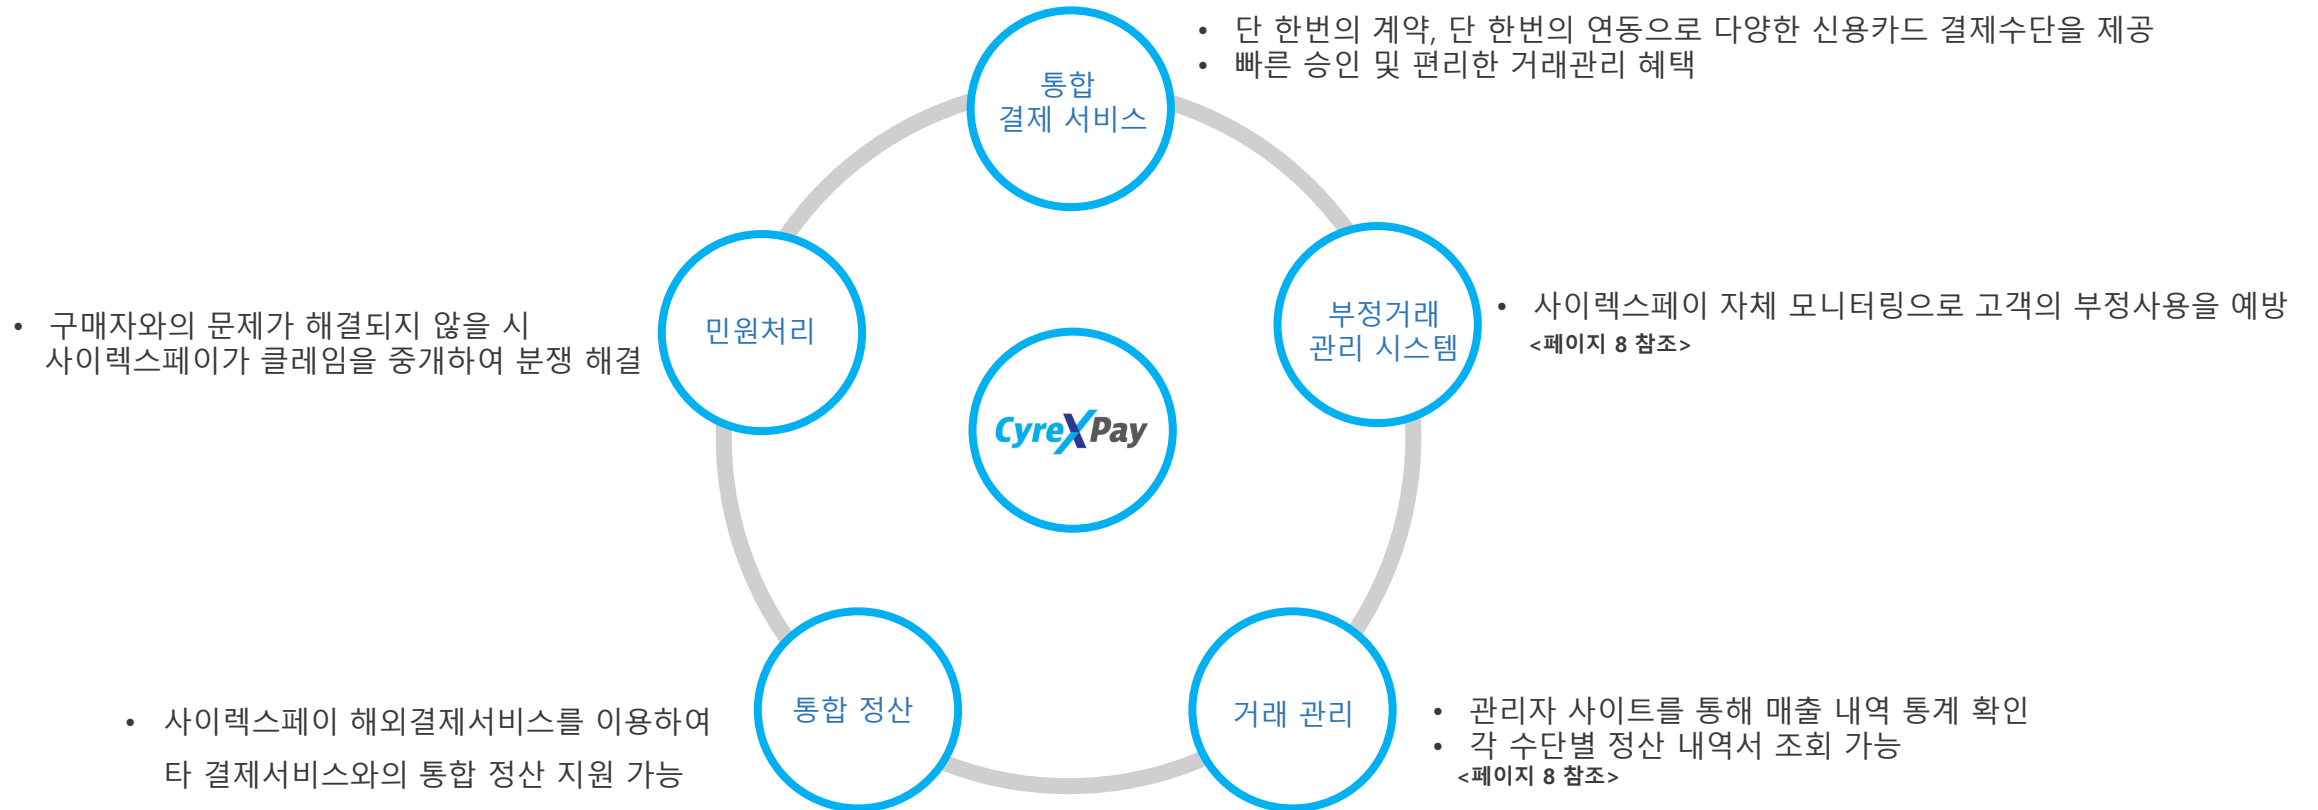 • 단 한번의 계약, 단 한번의 연동으로 다양한 신용카드 결제수단을 제공
• 빠른 승인 및 편리한 거래관리 혜택
통합
결제 서비스
• 구매자와의 문제가 해결되지 않을 시
사이렉스페이가 클레임을 중개하여 분쟁 해결
민원처리
부정거래
관리 시스템
• 사이렉스페이 자체 모니터링으로 고객의 부정사용을 예방
<페이지 8 참조>
CyreXPay
• 사이렉스페이 해외결제서비스를 이용하여
타 결제서비스와의 통합 정산 지원 가능
통합 정산
거래 관리
• 관리자 사이트를 통해 매출 내역 통계 확인
• 각 수단별 정산 내역서 조회 가능
<페이지 8 참조>